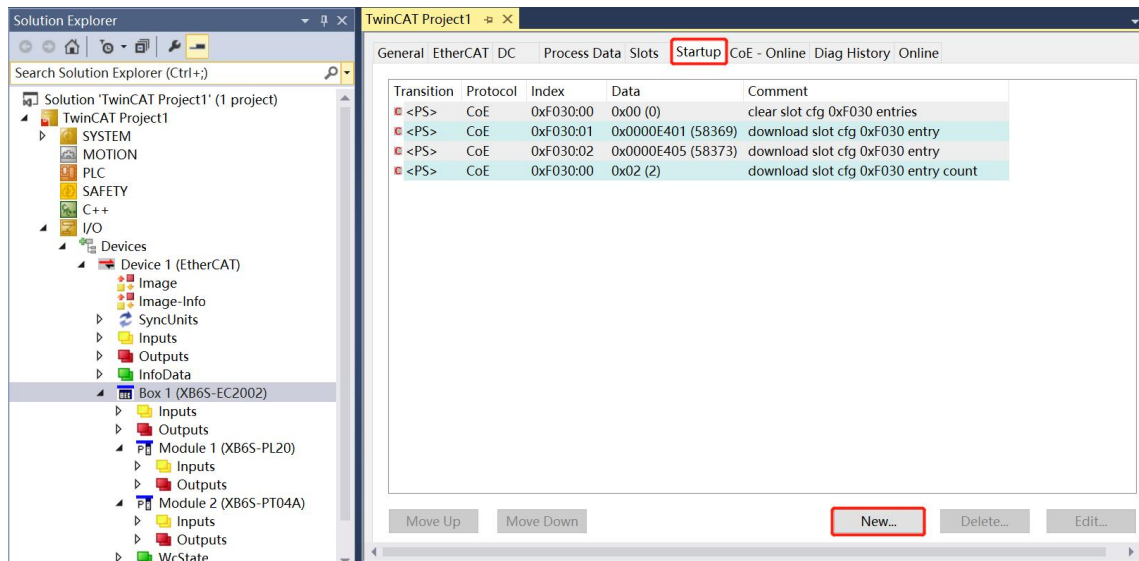 Solution Explorer
Search Solution Explorer (Ctrl+;)
Solution 'TwinCAT Project1' (1 project)
TwinCAT Project1
SYSTEM
MOTION
PLC
SAFETY
C++
I/O
Devices
Device 1 (EtherCAT)
Image
Image-Info
SyncUnits
Inputs
Outputs
InfoData
Box 1 (XB6S-EC2002)
Inputs
Outputs
Module 1 (XB6S-PL20)
Inputs
Outputs
Module 2 (XB6S-PT04A)
Inputs
Outputs
WcState
TwinCAT Project1
General EtherCAT DC Process Data Slots Startup CoE - Online Diag History Online
Transition Protocol Index Data Comment
<PS> CoE 0xF030:00 0x00 (0) clear slot cfg 0xF030 entries
<PS> CoE 0xF030:01 0x0000E401 (58369) download slot cfg 0xF030 entry
<PS> CoE 0xF030:02 0x0000E405 (58373) download slot cfg 0xF030 entry
<PS> CoE 0xF030:00 0x02 (2) download slot cfg 0xF030 entry count
Move Up Move Down New... Delete... Edit...